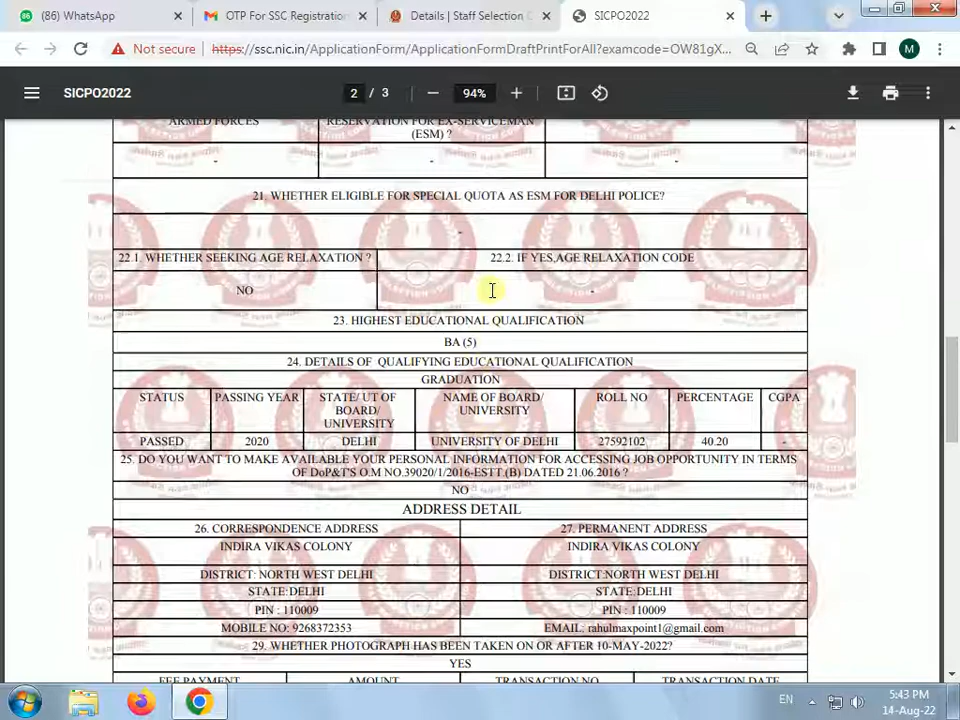 (86) WhatsApp
OTP For SSC Registration
Details | Staff Selection C
SICPO2022
Not secure
https://ssc.nic.in/ApplicationForm/ApplicationFormDraftPrintForAll?examcode=OW81gX...
M
SICPO2022
2 / 3
94%
ARMED FORCES
RESERVATION FOR EX-SERVICEMAN
(ESM) ?
-
-
-
21. WHETHER ELIGIBLE FOR SPECIAL QUOTA AS ESM FOR DELHI POLICE?
-
22.1. WHETHER SEEKING AGE RELAXATION ?
22.2. IF YES,AGE RELAXATION CODE
NO
-
23. HIGHEST EDUCATIONAL QUALIFICATION
BA (5)
24. DETAILS OF QUALIFYING EDUCATIONAL QUALIFICATION
GRADUATION
STATUS
PASSING YEAR
STATE/ UT OF
BOARD/
UNIVERSITY
NAME OF BOARD/
UNIVERSITY
ROLL NO
PERCENTAGE
CGPA
PASSED
2020
DELHI
UNIVERSITY OF DELHI
27592102
40.20
-
25. DO YOU WANT TO MAKE AVAILABLE YOUR PERSONAL INFORMATION FOR ACCESSING JOB OPPORTUNITY IN TERMS
OF DoP&T'S O.M NO.39020/1/2016-ESTT.(B) DATED 21.06.2016 ?
NO
ADDRESS DETAIL
26. CORRESPONDENCE ADDRESS
27. PERMANENT ADDRESS
INDIRA VIKAS COLONY
INDIRA VIKAS COLONY
DISTRICT: NORTH WEST DELHI
DISTRICT:NORTH WEST DELHI
STATE:DELHI
STATE:DELHI
PIN : 110009
PIN : 110009
MOBILE NO: 9268372353
EMAIL: rahulmaxpoint1@gmail.com
29. WHETHER PHOTOGRAPH HAS BEEN TAKEN ON OR AFTER 10-MAY-2022?
YES
FEE PAYMENT
AMOUNT
TRANSACTION NO
TRANSACTION DATE
EN
5:43 PM
14-Aug-22